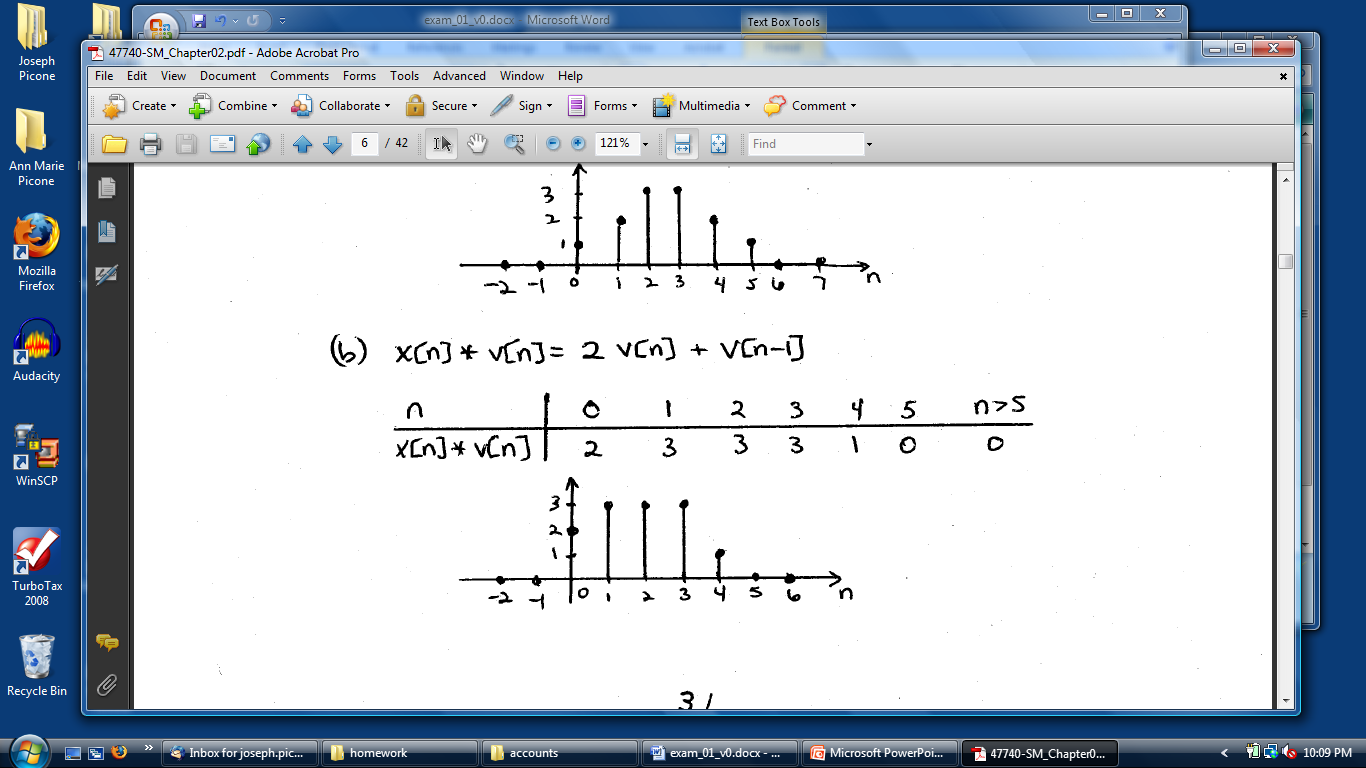 exam_01_v0.docx - Microsoft Word
Text Box Tools
47740-SM_Chapter02.pdf - Adobe Acrobat Pro
File Edit View Document Comments Forms Tools Advanced Window Help
Create Combine Collaborate Secure Sign Forms Multimedia Comment
6 / 42 121% Find
Joseph Picone
Ann Marie Picone
Mozilla Firefox
Audacity
WinSCP
TurboTax 2008
Recycle Bin
3
2
1
-2 -1 0 1 2 3 4 5 6 7 n
(b) x[n] * v[n] = 2 v[n] + v[n-1]
n 0 1 2 3 4 5 n>5
x[n] * v[n] 2 3 3 3 1 0 0
3
2
1
-2 -1 0 1 2 3 4 5 6 n
31
Inbox for joseph.pic... homework accounts exam_01_v0.docx - ... Microsoft PowerPoi... 47740-SM_Chapter0... 10:09 PM